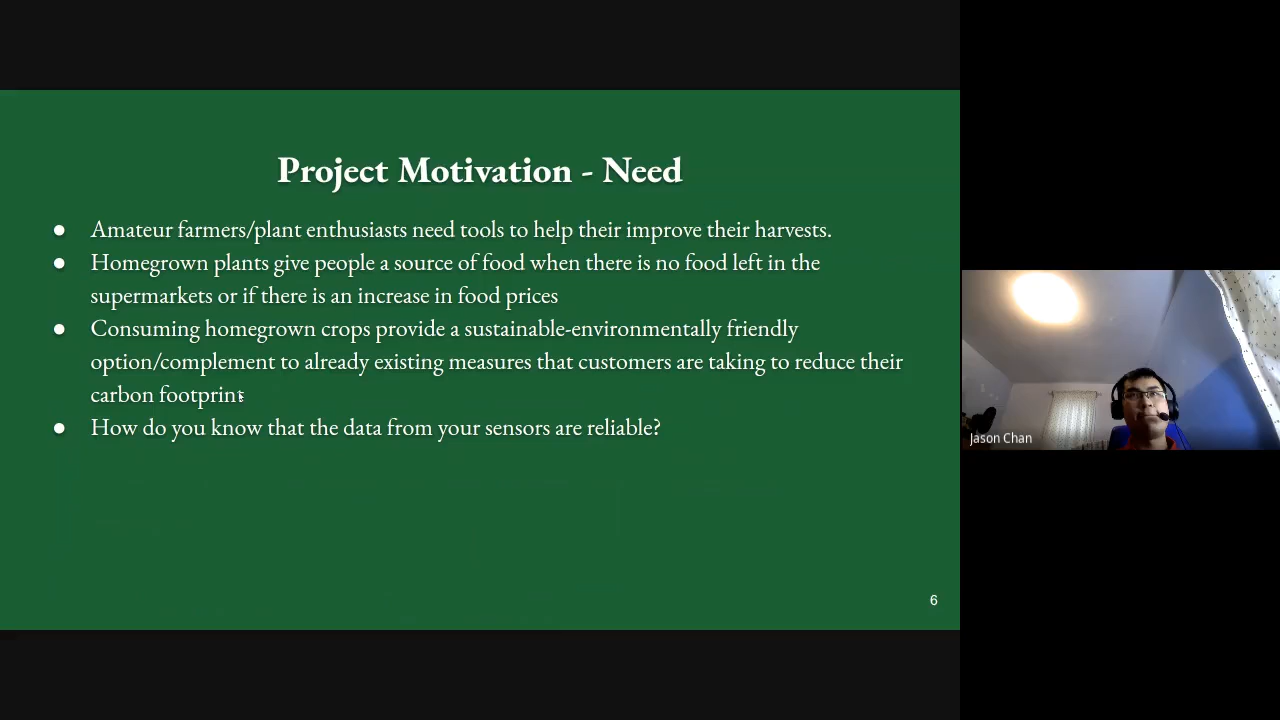 Project Motivation - Need
● Amateur farmers/plant enthusiasts need tools to help their improve their harvests.
● Homegrown plants give people a source of food when there is no food left in the
supermarkets or if there is an increase in food prices
● Consuming homegrown crops provide a sustainable-environmentally friendly
option/complement to already existing measures that customers are taking to reduce their
carbon footprint
● How do you know that the data from your sensors are reliable?
6
Jason Chan